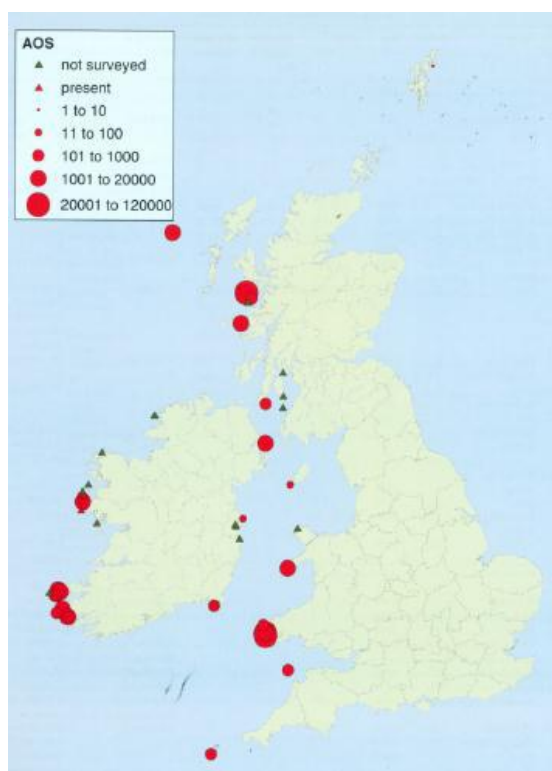 AOS
not surveyed
present
1 to 10
11 to 100
101 to 1000
1001 to 20000
20001 to 120000